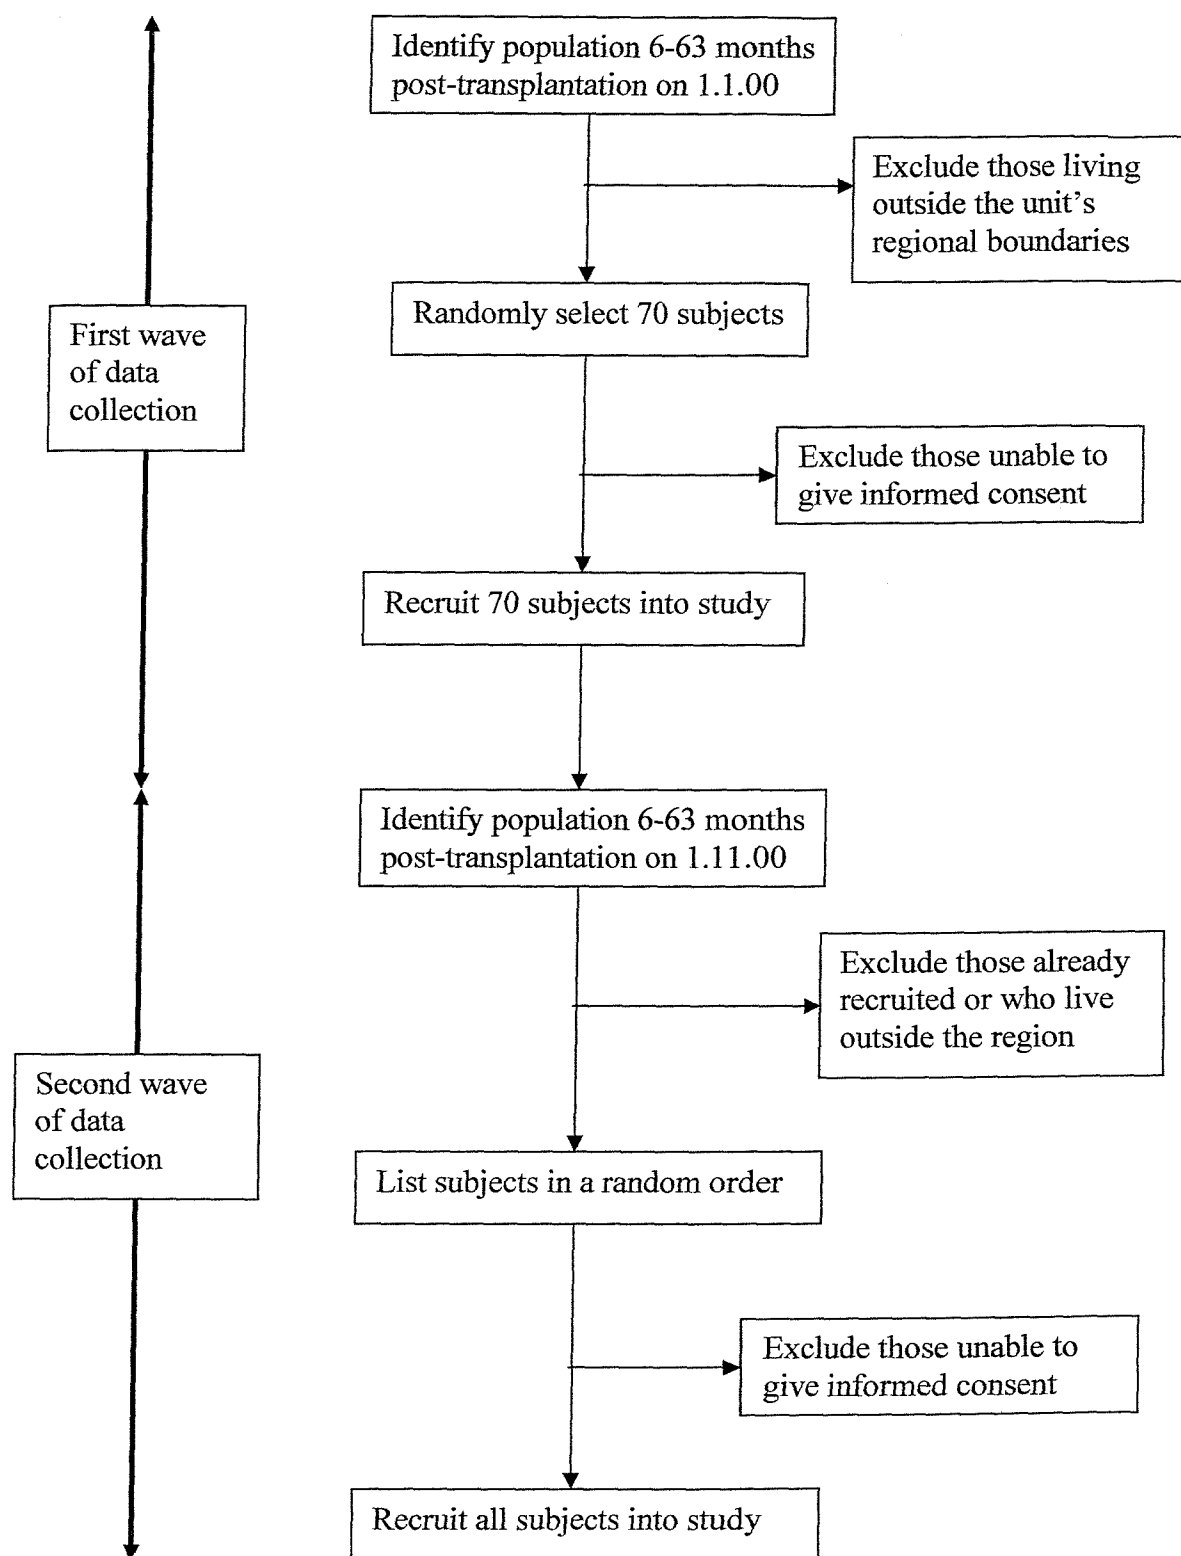 Identify population 6-63 months
post-transplantation on 1.1.00
Exclude those living
outside the unit's
regional boundaries
Randomly select 70 subjects
First wave
of data
collection
Exclude those unable to
give informed consent
Recruit 70 subjects into study
Identify population 6-63 months
post-transplantation on 1.11.00
Exclude those already
recruited or who live
outside the region
Second wave
of data
collection
List subjects in a random order
Exclude those unable to
give informed consent
Recruit all subjects into study